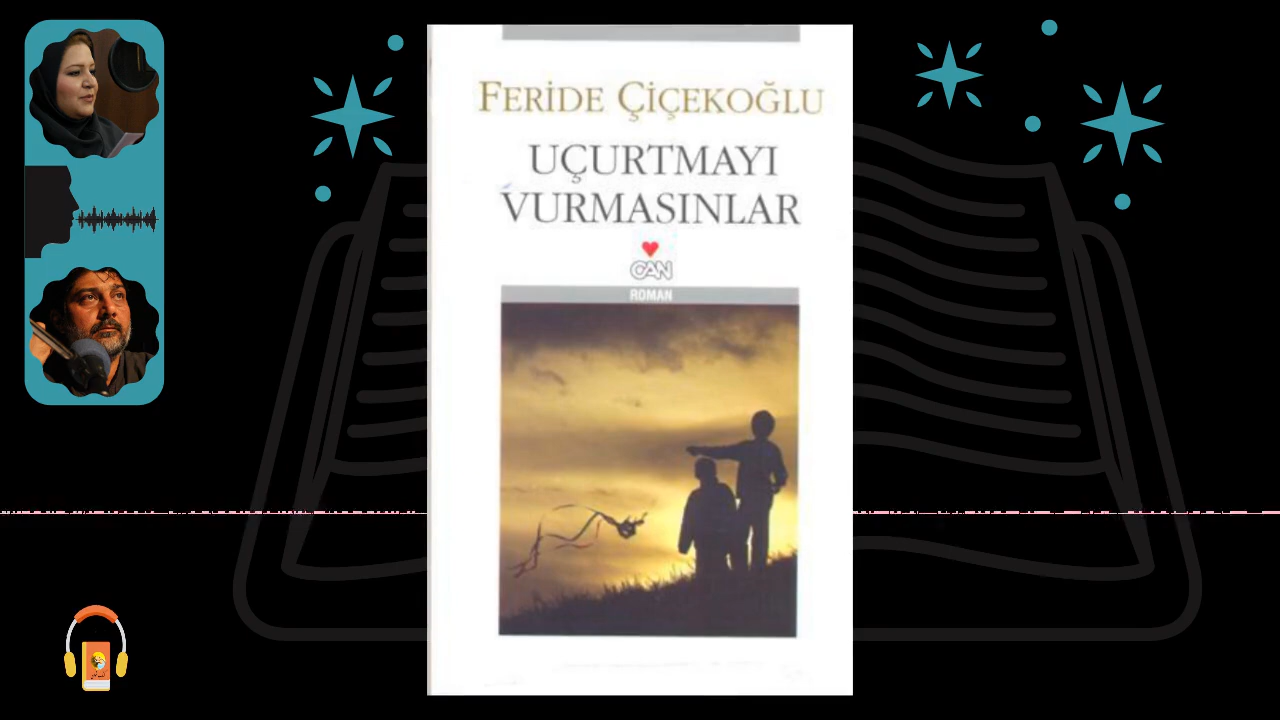 FERİDE ÇİÇEKOĞLU
UÇURTMAYI
VURMASINLAR
CAN
ROMAN